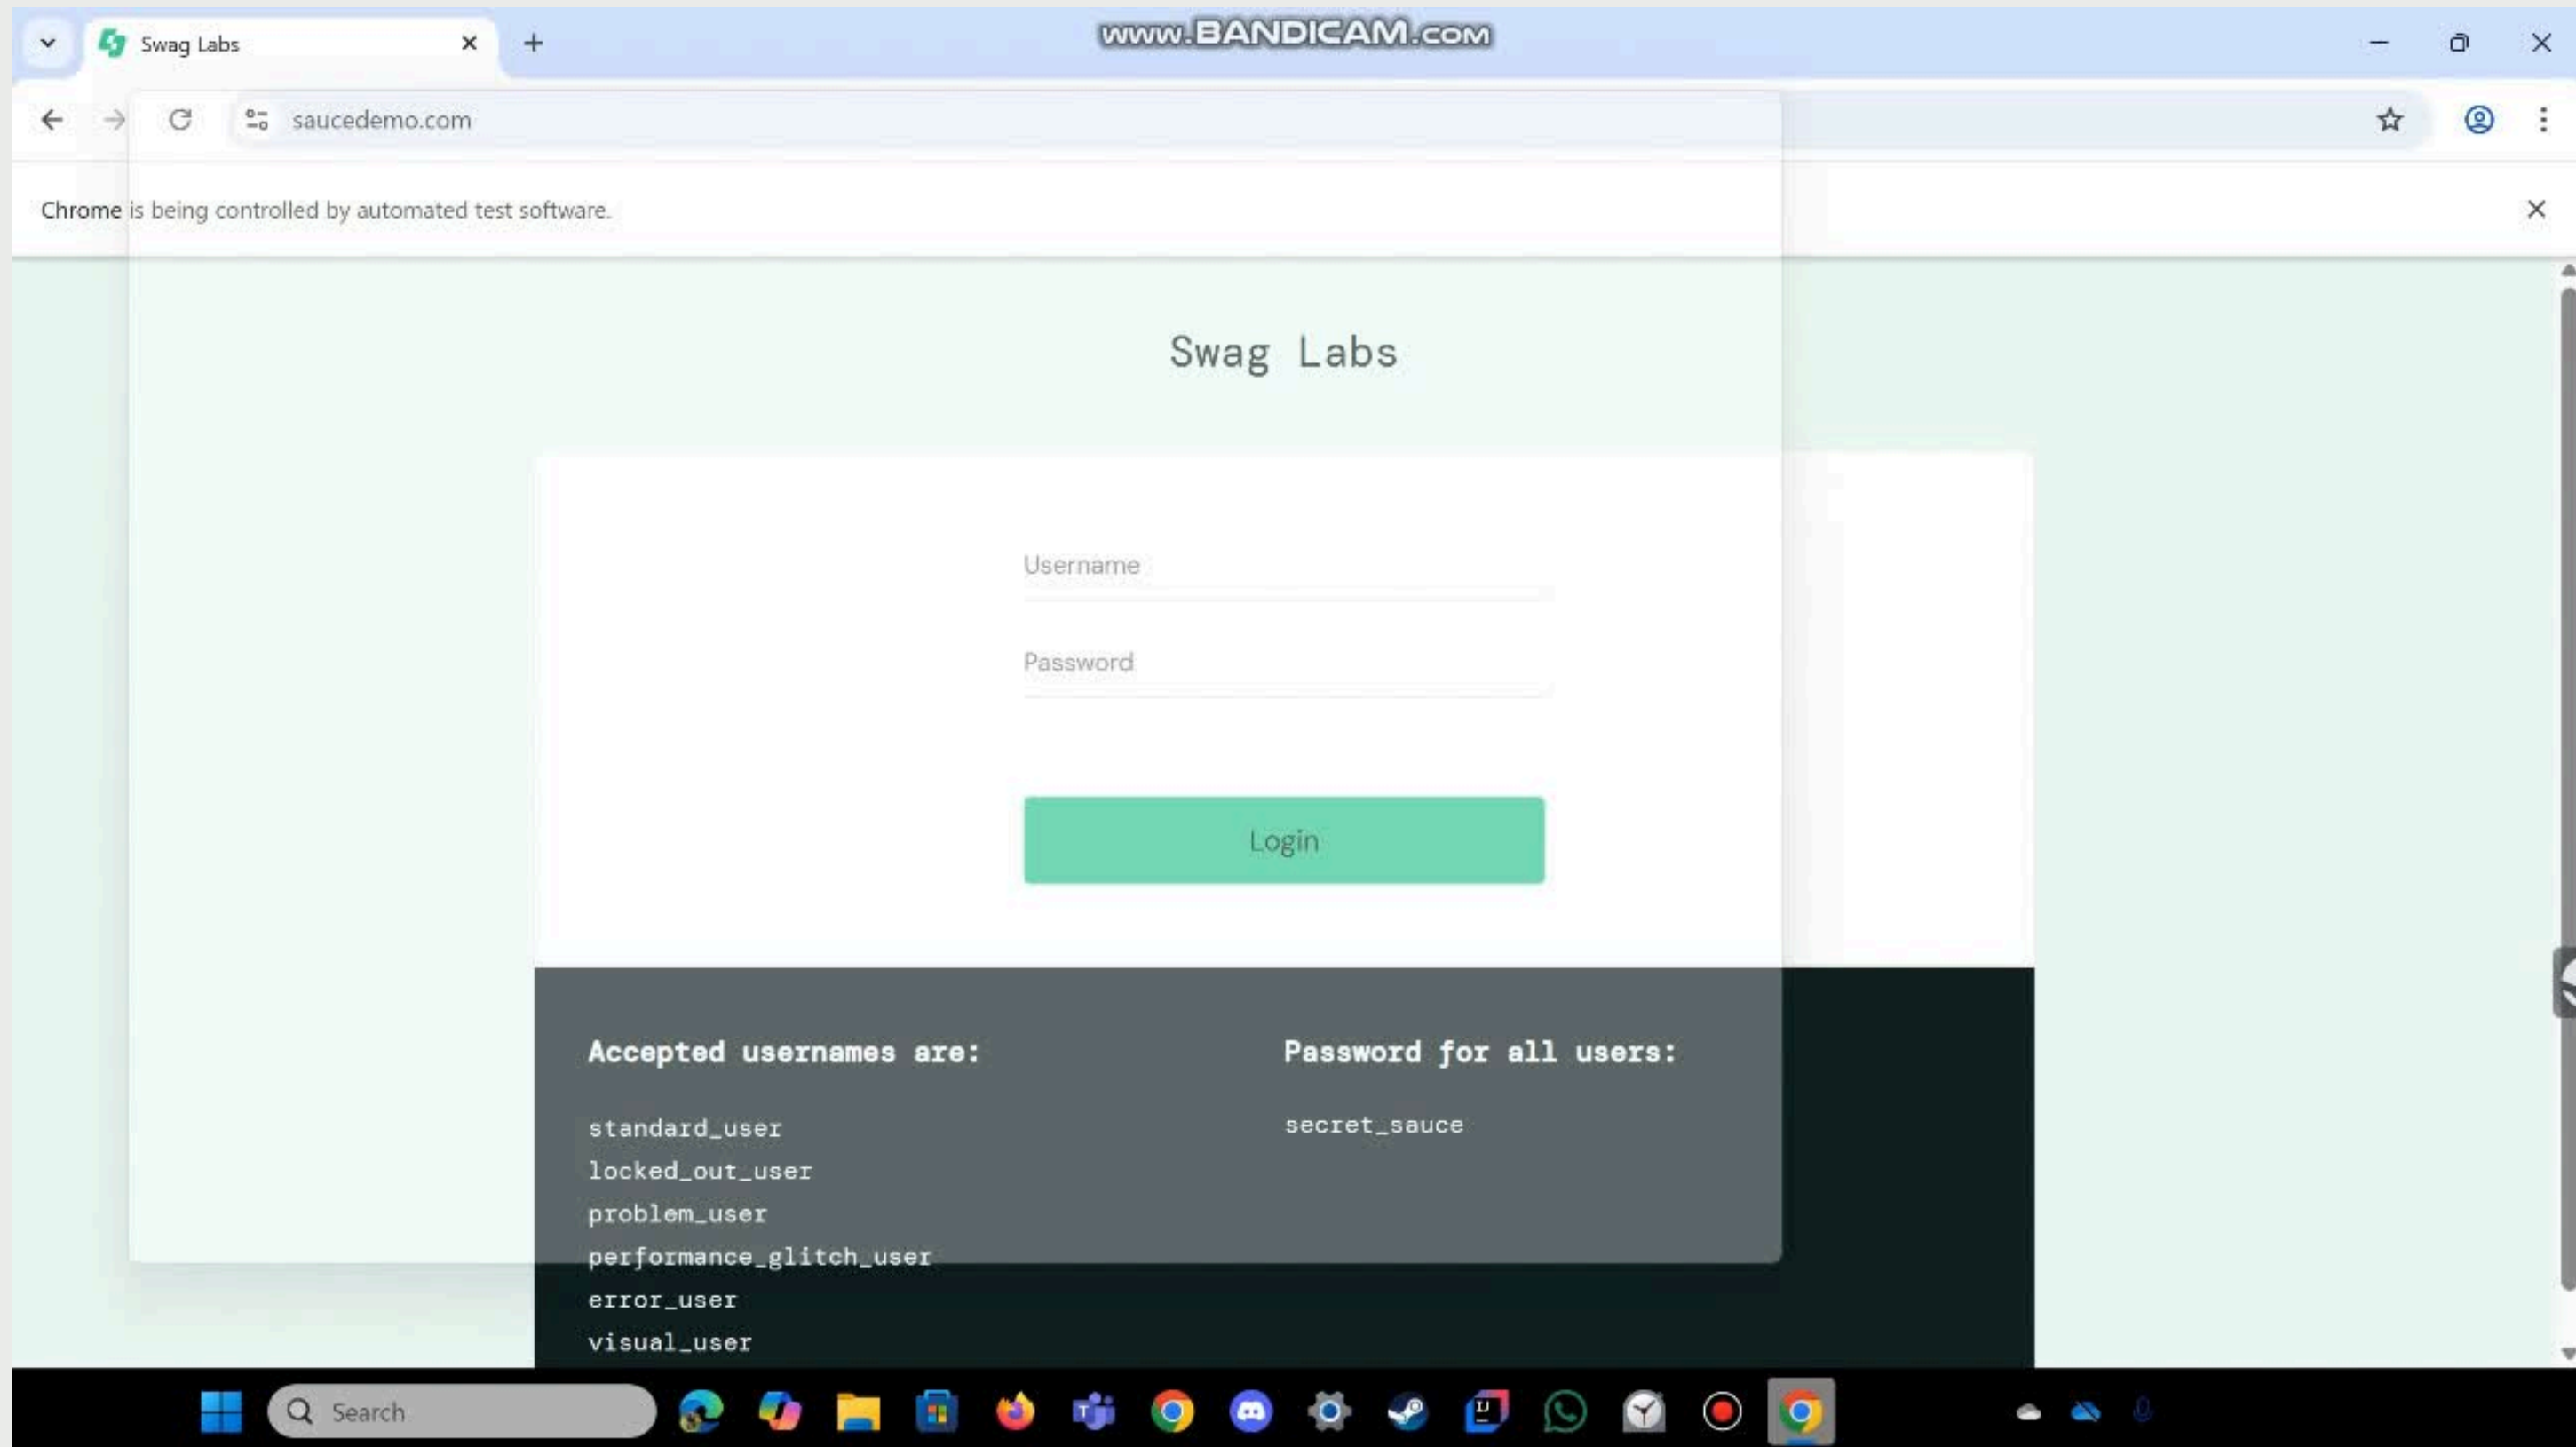 Swag Labs
www.BANDICAM.com
saucedemo.com
Chrome is being controlled by automated test software.
Swag Labs
Username
Password
Login
Accepted usernames are:
standard_user
locked_out_user
problem_user
performance_glitch_user
error_user
visual_user
Password for all users:
secret_sauce
Search